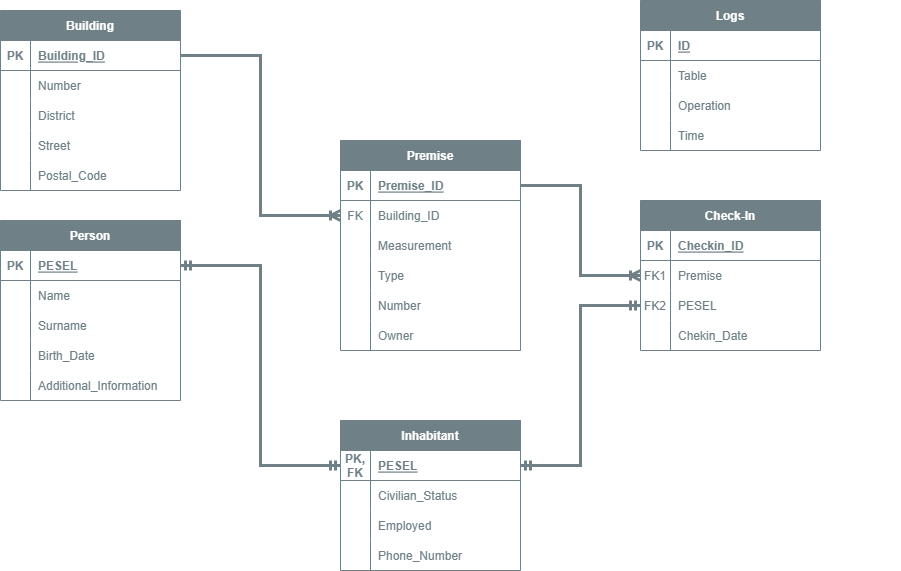 Building
PK Building_ID
Number
District
Street
Postal_Code
Person
PK PESEL
Name
Surname
Birth_Date
Additional_Information
Premise
PK Premise_ID
FK Building_ID
Measurement
Type
Number
Owner
Inhabitant
PK,
FK
PESEL
Civilian_Status
Employed
Phone_Number
Logs
PK ID
Table
Operation
Time
Check-In
PK Checkin_ID
FK1 Premise
FK2 PESEL
Chekin_Date